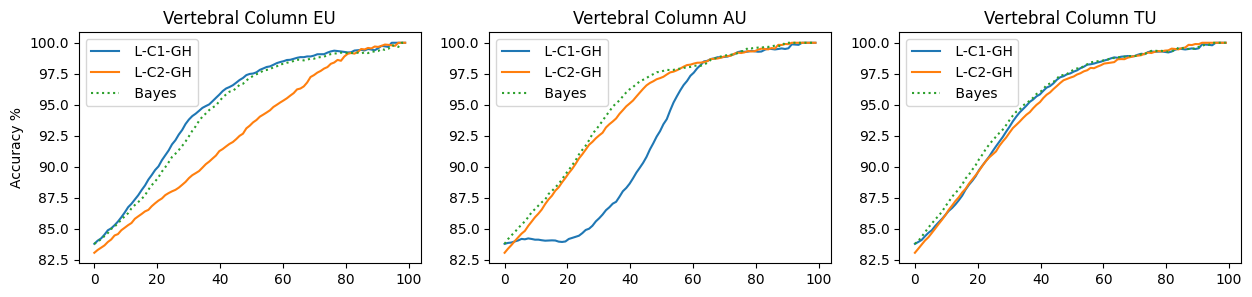 Vertebral Column EU
Accuracy %
100.0
97.5
95.0
92.5
90.0
87.5
85.0
82.5
L-C1-GH
L-C2-GH
Bayes
0 20 40 60 80 100
Vertebral Column AU
100.0
97.5
95.0
92.5
90.0
87.5
85.0
82.5
L-C1-GH
L-C2-GH
Bayes
0 20 40 60 80 100
Vertebral Column TU
100.0
97.5
95.0
92.5
90.0
87.5
85.0
82.5
L-C1-GH
L-C2-GH
Bayes
0 20 40 60 80 100